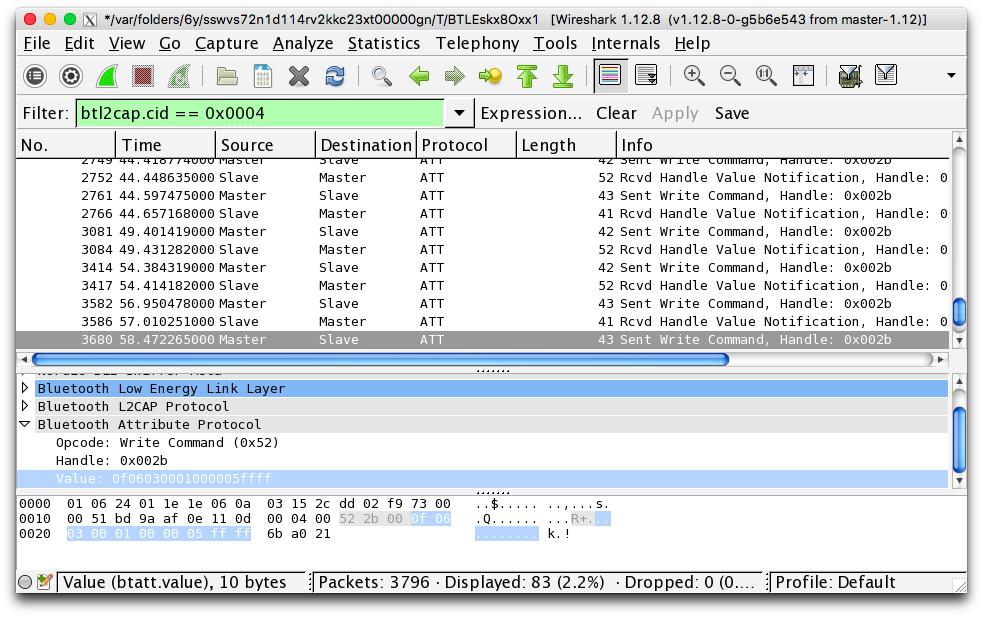 */var/folders/6y/sswvs72n1d114rv2kkc23xt00000gn/T/BTLEskx8Oxx1 [Wireshark 1.12.8 (v1.12.8-0-g5b6e543 from master-1.12)]
File Edit View Go Capture Analyze Statistics Telephony Tools Internals Help
Filter: btl2cap.cid == 0x0004 Expression... Clear Apply Save
No. Time Source Destination Protocol Length Info
2749 44.418774000 Master Slave ATT 42 Sent Write Command, Handle: 0x002b
2752 44.448635000 Slave Master ATT 52 Rcvd Handle Value Notification, Handle: 0
2761 44.597475000 Master Slave ATT 43 Sent Write Command, Handle: 0x002b
2766 44.657168000 Slave Master ATT 41 Rcvd Handle Value Notification, Handle: 0
3081 49.401419000 Master Slave ATT 42 Sent Write Command, Handle: 0x002b
3084 49.431282000 Slave Master ATT 52 Rcvd Handle Value Notification, Handle: 0
3414 54.384319000 Master Slave ATT 42 Sent Write Command, Handle: 0x002b
3417 54.414182000 Slave Master ATT 52 Rcvd Handle Value Notification, Handle: 0
3582 56.950478000 Master Slave ATT 43 Sent Write Command, Handle: 0x002b
3586 57.010251000 Slave Master ATT 41 Rcvd Handle Value Notification, Handle: 0
3680 58.472265000 Master Slave ATT 43 Sent Write Command, Handle: 0x002b
Bluetooth Low Energy Link Layer
Bluetooth L2CAP Protocol
Bluetooth Attribute Protocol
Opcode: Write Command (0x52)
Handle: 0x002b
Value: 0f06030001000005ffff
0000 01 06 24 01 1e 1e 06 0a 03 15 2c dd 02 f9 73 00 ..$..... ..,...s.
0010 00 51 bd 9a af 0e 11 0d 00 04 00 52 2b 00 0f 06 .Q...... ...R+...
0020 03 00 01 00 00 05 ff ff 6b a0 21 ........ k.!
Value (btatt.value), 10 bytes Packets: 3796 · Displayed: 83 (2.2%) · Dropped: 0 (0.... Profile: Default